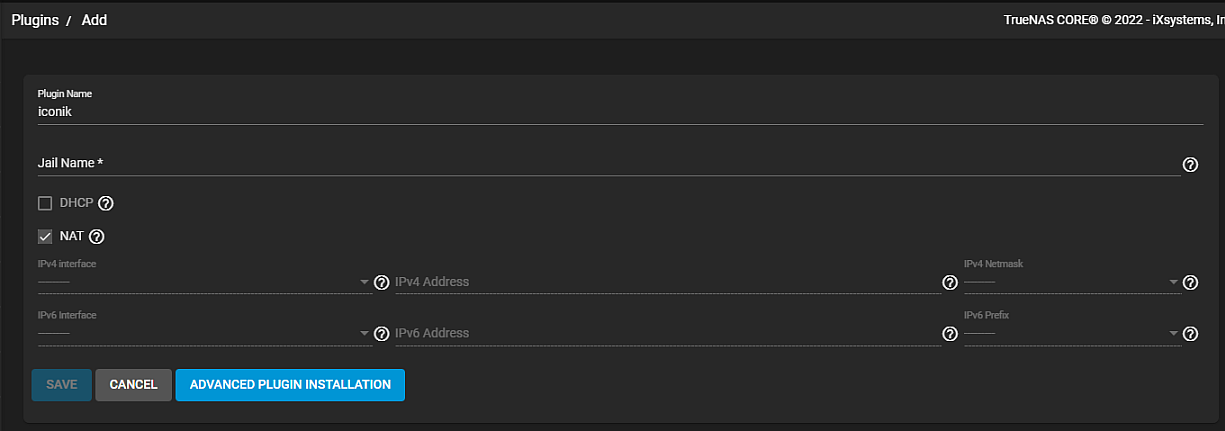 Plugins / Add
TrueNAS CORE® © 2022 - iXsystems, In
Plugin Name
iconik
Jail Name *
DHCP
NAT
IPv4 interface
IPv4 Address
IPv4 Netmask
IPv6 Interface
IPv6 Address
IPv6 Prefix
SAVE CANCEL ADVANCED PLUGIN INSTALLATION